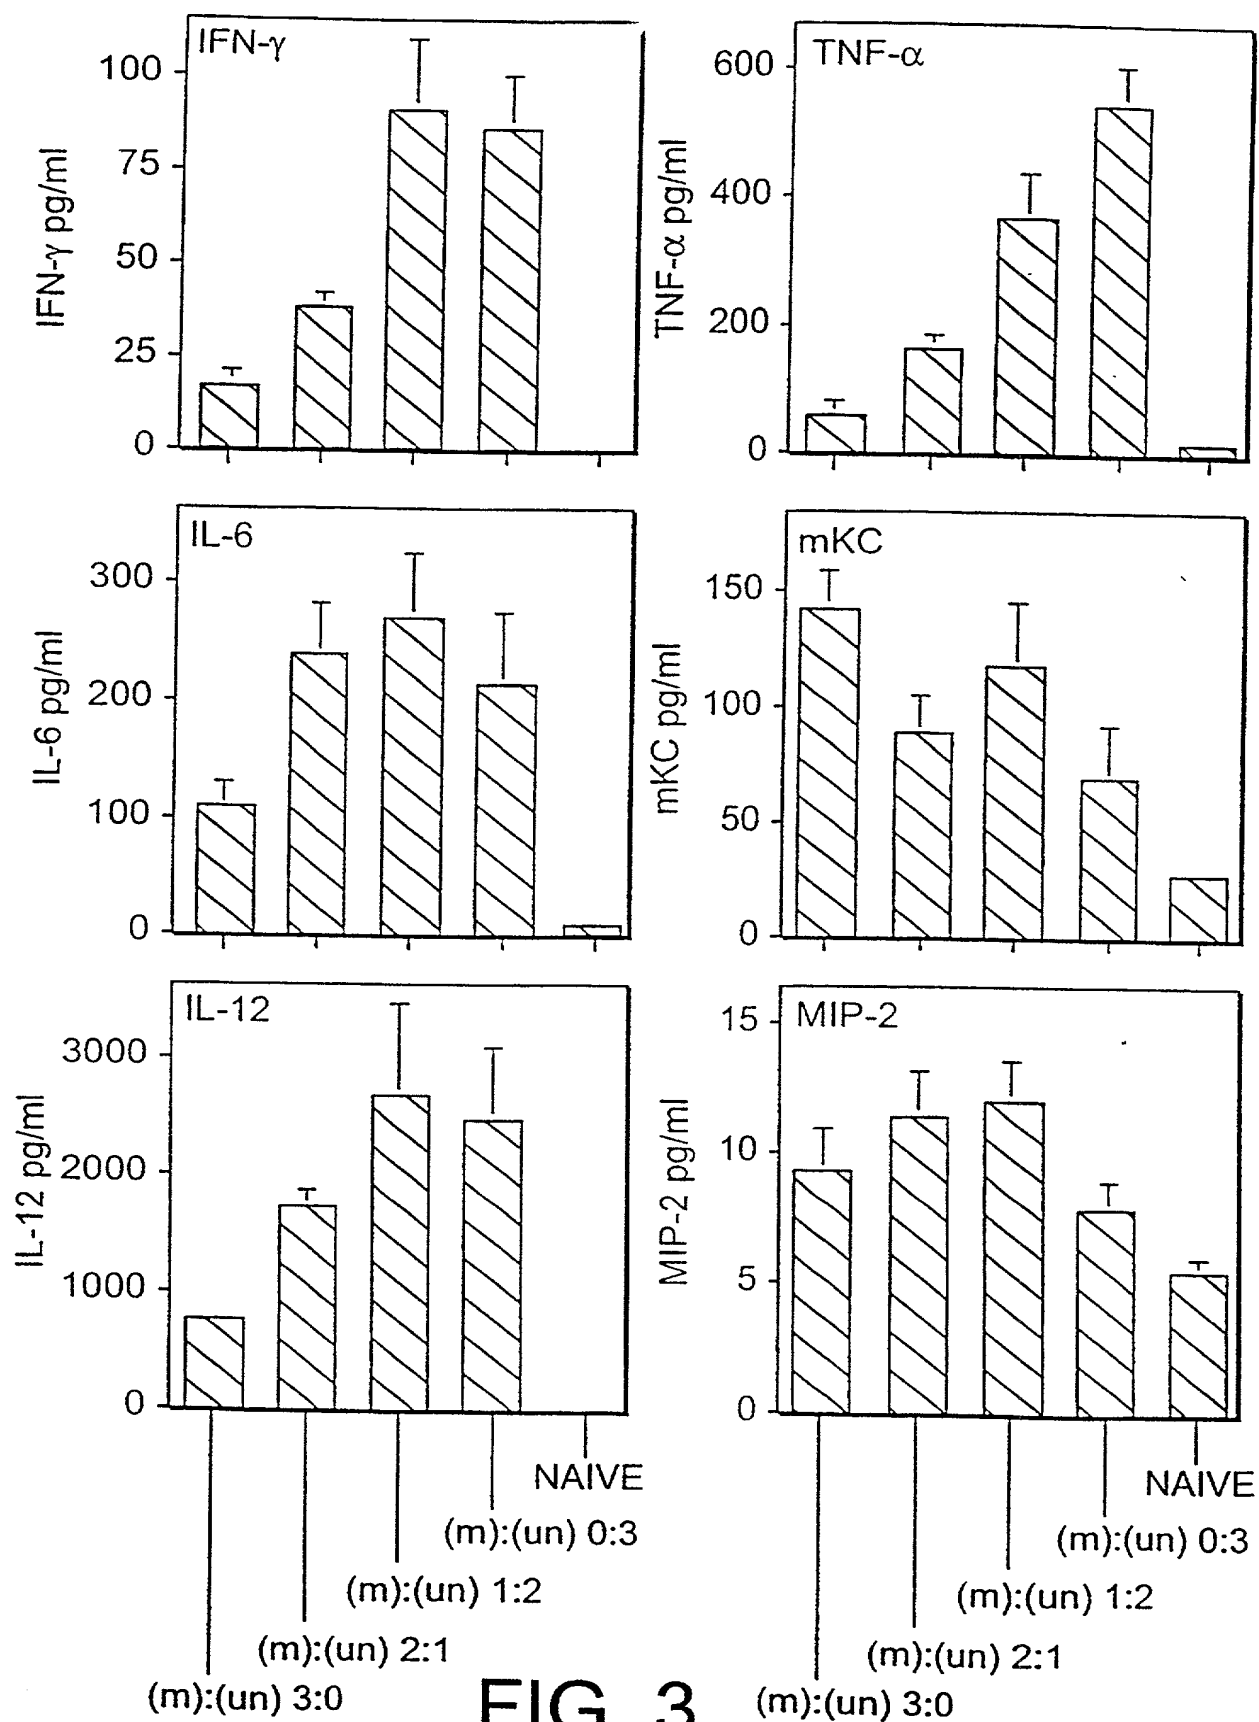 IFN-γ
IFN-γ pg/ml
100
75
50
25
0
TNF-α
TNF-α pg/ml
600
400
200
0
IL-6
IL-6 pg/ml
300
200
100
0
mKC
mKC pg/ml
150
100
50
0
IL-12
IL-12 pg/ml
3000
2000
1000
0
MIP-2
MIP-2 pg/ml
15
10
5
0
NAIVE
(m):(un) 0:3
(m):(un) 1:2
(m):(un) 2:1
(m):(un) 3:0
NAIVE
(m):(un) 0:3
(m):(un) 1:2
(m):(un) 2:1
(m):(un) 3:0
FIG. 3